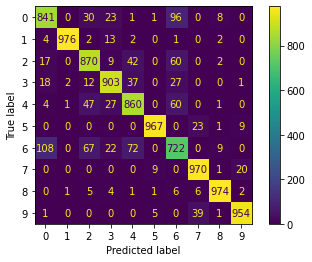 0 841 0 30 23 1 1 96 0 8 0
1 4 976 2 13 2 0 1 0 2 0
2 17 0 870 9 42 0 60 0 2 0
3 18 2 12 903 37 0 27 0 0 1
4 4 1 47 27 860 0 60 0 1 0
5 0 0 0 0 0 967 0 23 1 9
6 108 0 67 22 72 0 722 0 9 0
7 0 0 0 0 0 9 0 970 1 20
8 0 1 5 4 1 1 6 6 974 2
9 1 0 0 0 0 5 0 39 1 954
0 1 2 3 4 5 6 7 8 9
Predicted label
True label
800
600
400
200
0